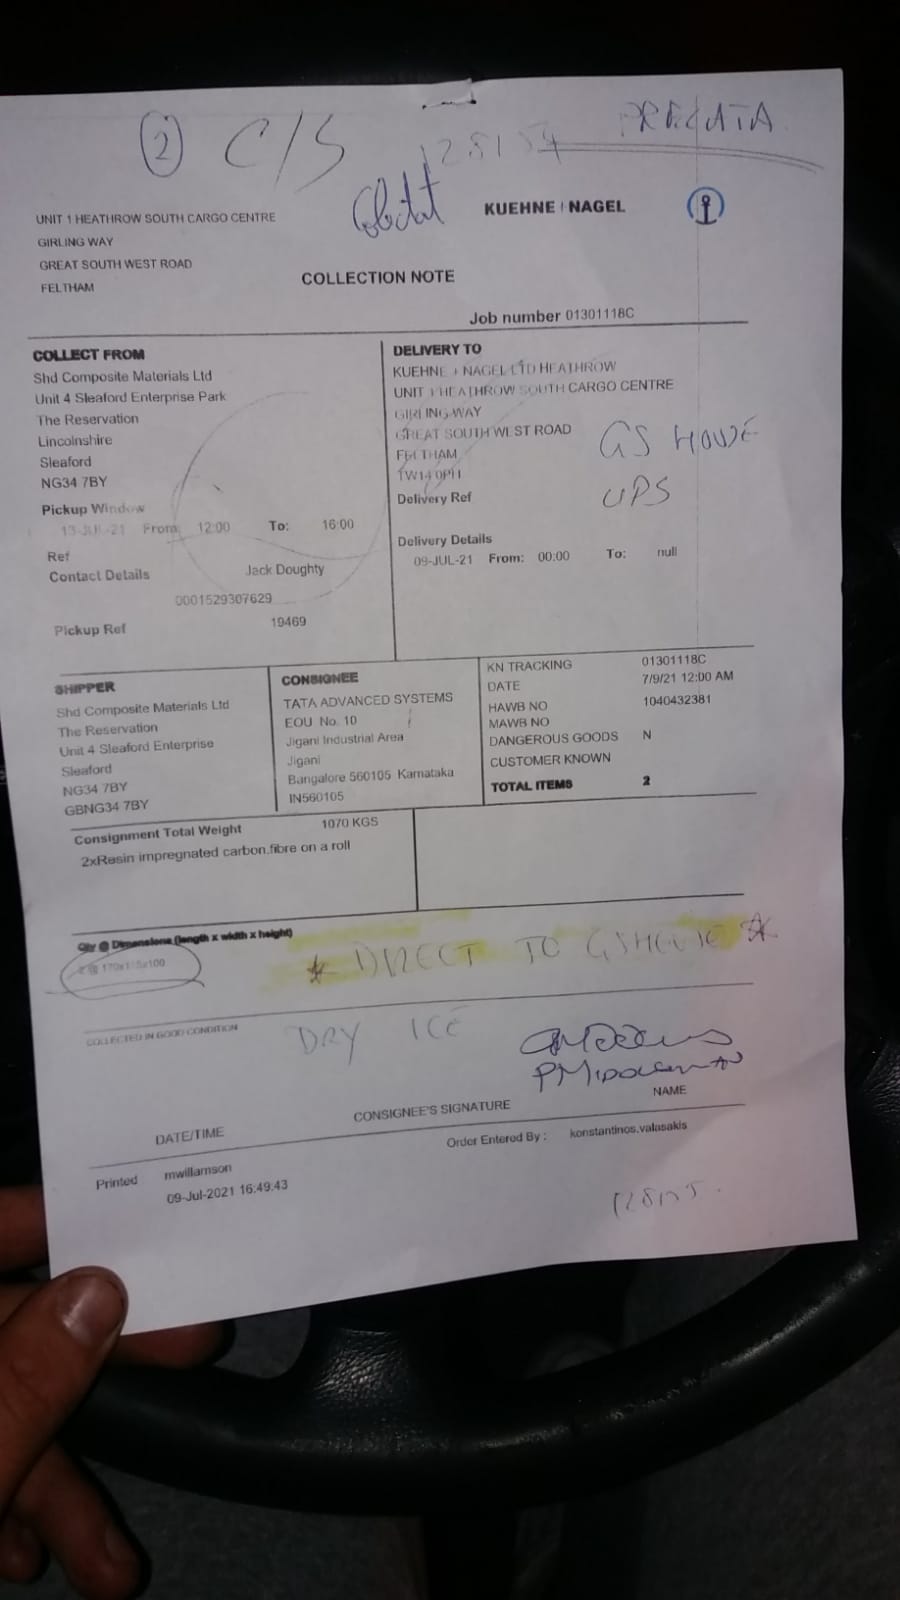 2 C/S 128154
UNIT 1 HEATHROW SOUTH CARGO CENTRE
GIRLING WAY
GREAT SOUTH WEST ROAD
FELTHAM
KUEHNE NAGEL
COLLECTION NOTE
Job number 01301118C
COLLECT FROM
Shd Composite Materials Ltd
Unit 4 Sleaford Enterprise Park
The Reservation
Lincolnshire
Sleaford
NG34 7BY
Pickup Window
13-JUL-21 From: 12:00 To: 16:00
Ref
Contact Details Jack Doughty
0001529307629
Pickup Ref 19469
DELIVERY TO
KUEHNE + NAGEL LTD HEATHROW
UNIT 1 HEATHROW SOUTH CARGO CENTRE
GIRLING WAY
GREAT SOUTH WEST ROAD
FELTHAM
TW14 0PH
GS HOUSE
UPS
Delivery Ref
Delivery Details
09-JUL-21 From: 00:00 To: null
SHIPPER
Shd Composite Materials Ltd
The Reservation
Unit 4 Sleaford Enterprise
Sleaford
NG34 7BY
GBNG34 7BY
CONSIGNEE
TATA ADVANCED SYSTEMS
EOU No. 10
Jigani Industrial Area
Jigani
Bangalore 560105 Karnataka
IN560105
KN TRACKING 01301118C
DATE 7/9/21 12:00 AM
HAWB NO 1040432381
MAWB NO
DANGEROUS GOODS N
CUSTOMER KNOWN
TOTAL ITEMS 2
Consignment Total Weight 1070 KGS
2xResin impregnated carbon.fibre on a roll
Qty @ Dimensions (length x width x height)
2 @ 170x115x100
* DIRECT TO GSHOUSE *
COLLECTED IN GOOD CONDITION
DRY ICE
NAME
CONSIGNEE'S SIGNATURE
DATE/TIME
Order Entered By : konstantinos.valasakis
Printed mwillamson
09-Jul-2021 16:49:43